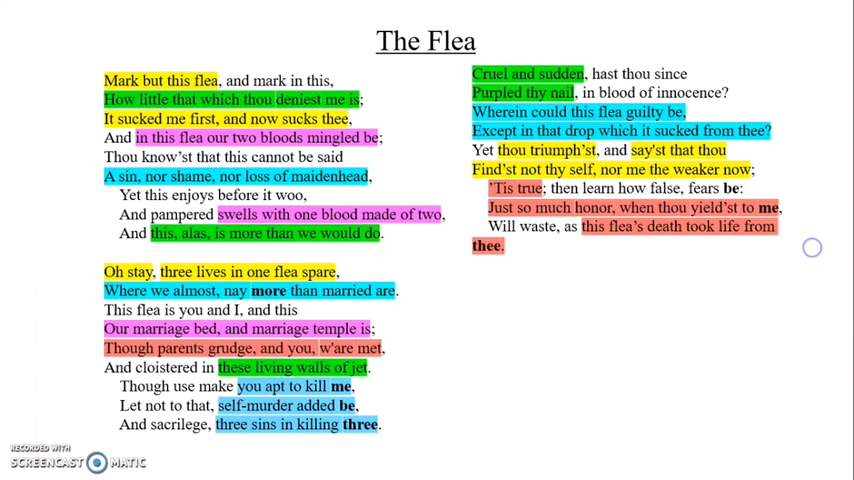 The Flea
Mark but this flea, and mark in this,
How little that which thou deniest me is;
It sucked me first, and now sucks thee,
And in this flea our two bloods mingled be;
Thou know’st that this cannot be said
A sin, nor shame, nor loss of maidenhead,
Yet this enjoys before it woo,
And pampered swells with one blood made of two,
And this, alas, is more than we would do.
Oh stay, three lives in one flea spare,
Where we almost, nay more than married are.
This flea is you and I, and this
Our marriage bed, and marriage temple is;
Though parents grudge, and you, w'are met,
And cloistered in these living walls of jet.
Though use make you apt to kill me,
Let not to that, self-murder added be,
And sacrilege, three sins in killing three.
Cruel and sudden, hast thou since
Purpled thy nail, in blood of innocence?
Wherein could this flea guilty be,
Except in that drop which it sucked from thee?
Yet thou triumph’st, and say'st that thou
Find’st not thy self, nor me the weaker now;
’Tis true; then learn how false, fears be:
Just so much honor, when thou yield’st to me,
Will waste, as this flea’s death took life from
thee.
RECORDED WITH
SCREENCAST MATIC